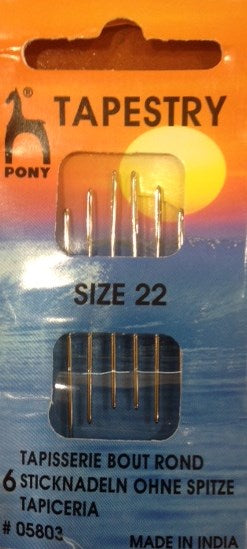 ®
TAPESTRY
PONY
SIZE 22
TAPISSERIE BOUT ROND
6 STICKNADELN OHNE SPITZE
TAPICERIA
# 05803
MADE IN INDIA